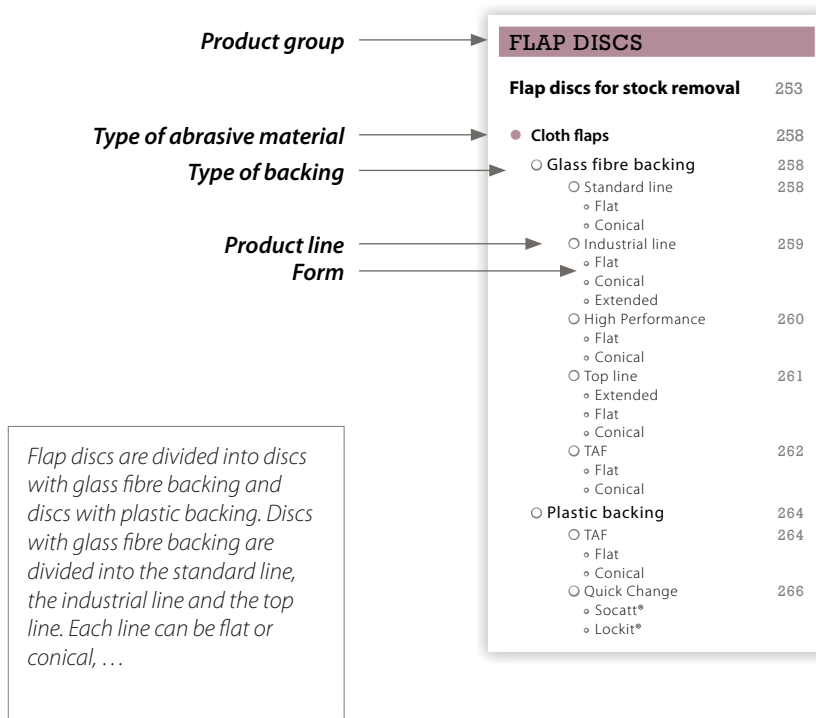 Product group
Type of abrasive material
Type of backing
Product line
Form
FLAP DISCS
Flap discs for stock removal 253
Cloth flaps 258
Glass fibre backing 258
Standard line 258
Flat
Conical
Industrial line 259
Flat
Conical
Extended
High Performance 260
Flat
Conical
Top line 261
Extended
Flat
Conical
TAF 262
Flat
Conical
Plastic backing 264
TAF 264
Flat
Conical
Quick Change 266
Socatt®
Lockit®
Flap discs are divided into discs
with glass fibre backing and
discs with plastic backing. Discs
with glass fibre backing are
divided into the standard line,
the industrial line and the top
line. Each line can be flat or
conical, …